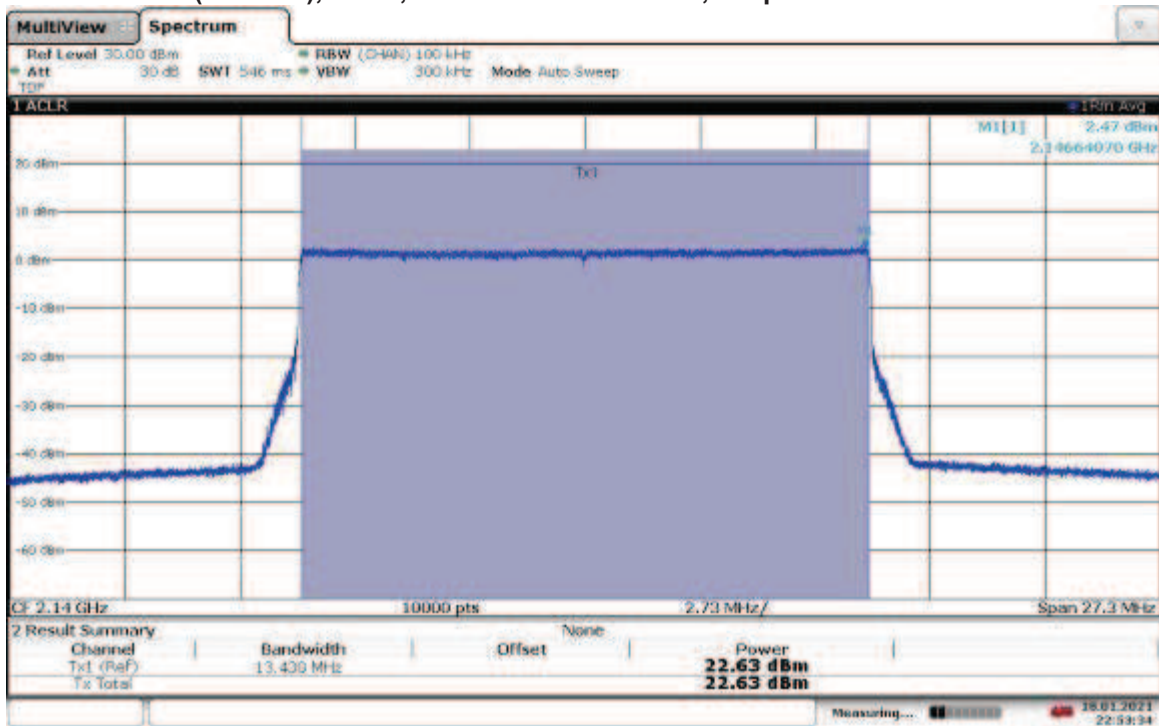 MultiView Spectrum
Ref Level 30.00 dBm RBW (CHAN) 100 kHz
Att 30 dB SWT 546 ms VBW 300 kHz Mode Auto Sweep
TDF
1 ACLR 1Rm Avg
M1[1] 2.47 dBm
2.14664070 GHz
20 dBm
Tx1
10 dBm
0 dBm
-10 dBm
-20 dBm
-30 dBm
-40 dBm
-50 dBm
-60 dBm
CF 2.14 GHz 10000 pts 2.73 MHz/ Span 27.3 MHz
2 Result Summary None
Channel Bandwidth Offset Power
Tx1 (Ref) 13.430 MHz 22.63 dBm
Tx Total 22.63 dBm
Measuring... 18.01.2021
22:53:34